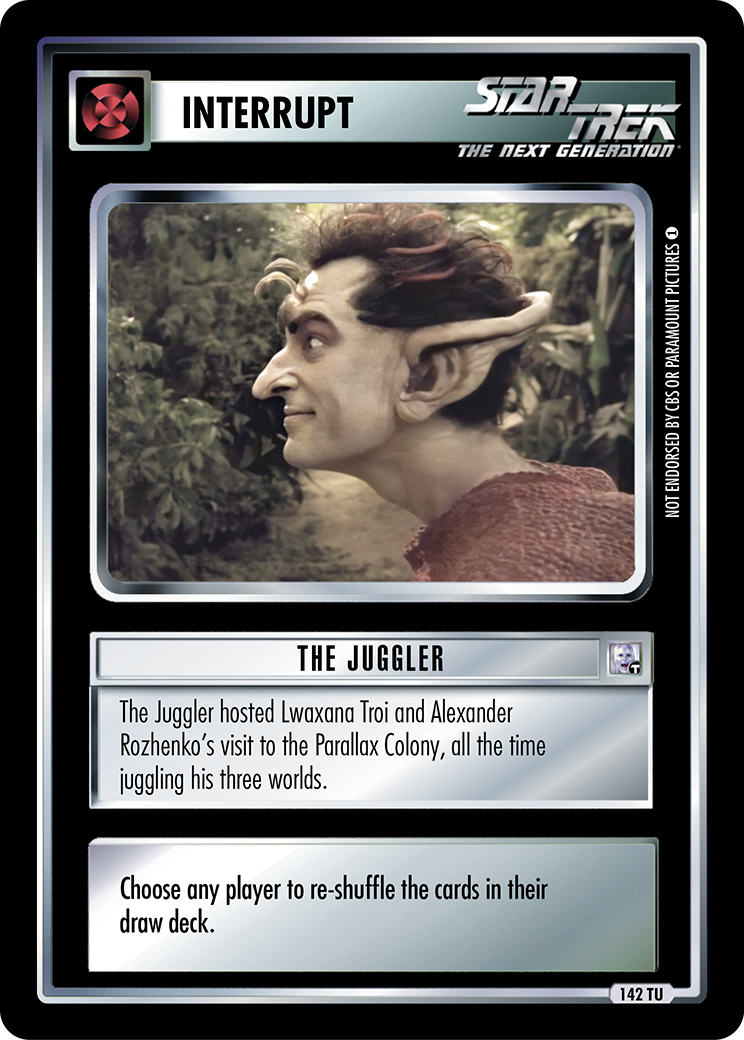 INTERRUPT
STAR TREK
THE NEXT GENERATION
NOT ENDORSED BY CBS OR PARAMOUNT PICTURES 1
THE JUGGLER
T
The Juggler hosted Lwaxana Troi and Alexander
Rozhenko's visit to the Parallax Colony, all the time
juggling his three worlds.
Choose any player to re-shuffle the cards in their
draw deck.
142 TU